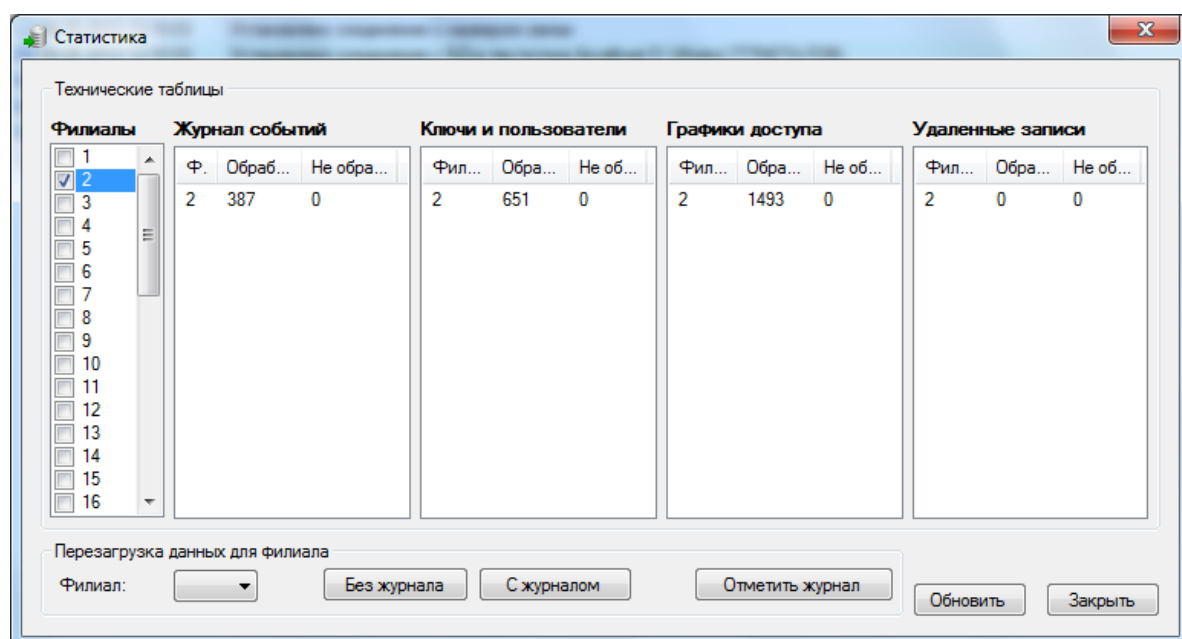 Статистика
Технические таблицы
Филиалы Журнал событий Ключи и пользователи Графики доступа Удаленные записи
Ф. Обраб... Не обра... Фил... Обра... Не об... Фил... Обра... Не об... Фил... Обра... Не об...
1
2 2 387 0 2 651 0 2 1493 0 2 0 0
3
4
5
6
7
8
9
10
11
12
13
14
15
16
Перезагрузка данных для филиала
Филиал: Без журнала С журналом Отметить журнал
Обновить Закрыть